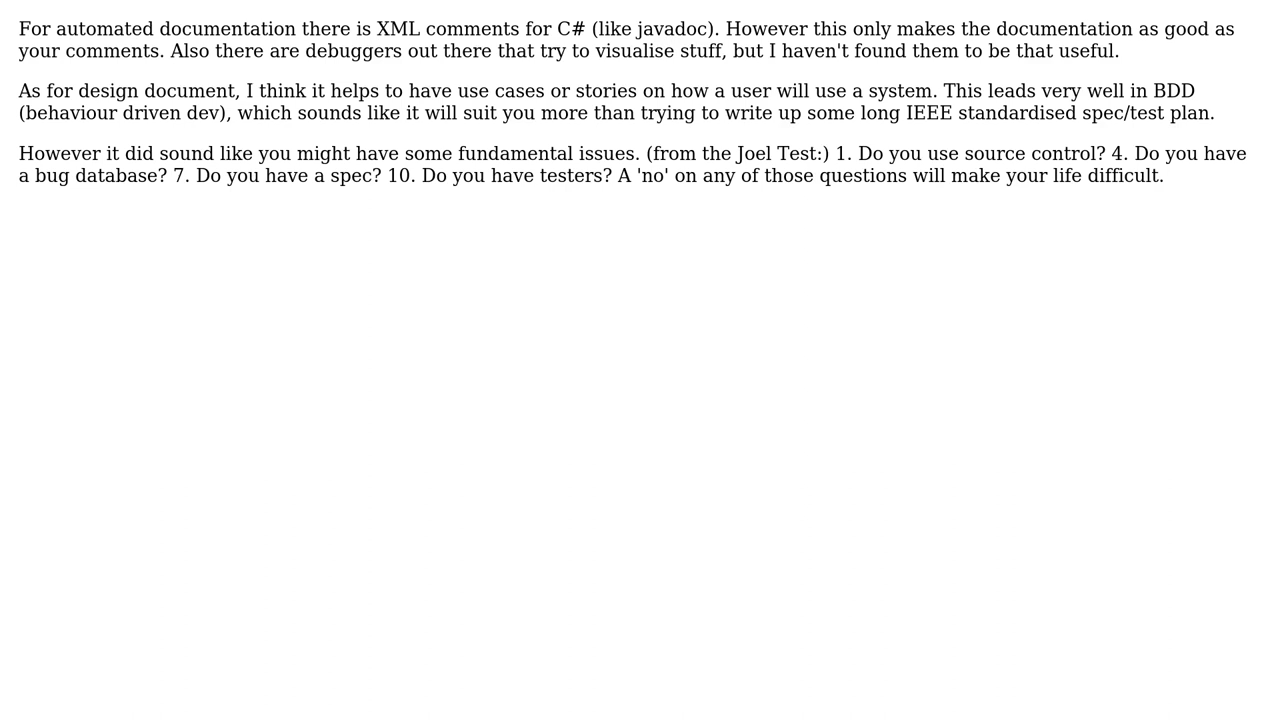 For automated documentation there is XML comments for C# (like javadoc). However this only makes the documentation as good as
your comments. Also there are debuggers out there that try to visualise stuff, but I haven't found them to be that useful.
As for design document, I think it helps to have use cases or stories on how a user will use a system. This leads very well in BDD
(behaviour driven dev), which sounds like it will suit you more than trying to write up some long IEEE standardised spec/test plan.
However it did sound like you might have some fundamental issues. (from the Joel Test:) 1. Do you use source control? 4. Do you have
a bug database? 7. Do you have a spec? 10. Do you have testers? A 'no' on any of those questions will make your life difficult.